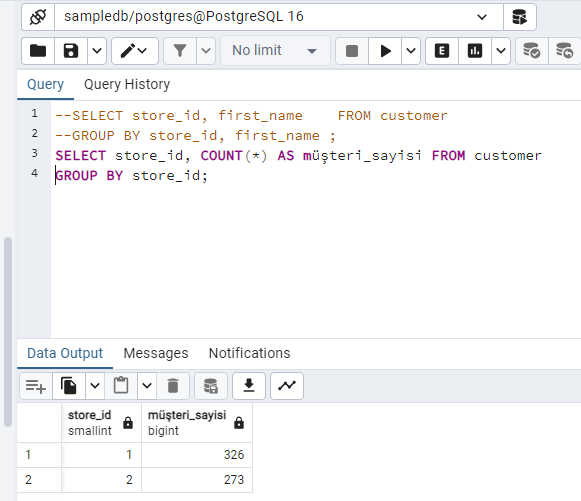 sampledb/postgres@PostgreSQL 16
No limit
E
Query Query History
1 --SELECT store_id, first_name FROM customer
2 --GROUP BY store_id, first_name ;
3 SELECT store_id, COUNT(*) AS müşteri_sayisi FROM customer
4 GROUP BY store_id;
Data Output Messages Notifications
store_id müşteri_sayisi
smallint bigint
1 1 326
2 2 273